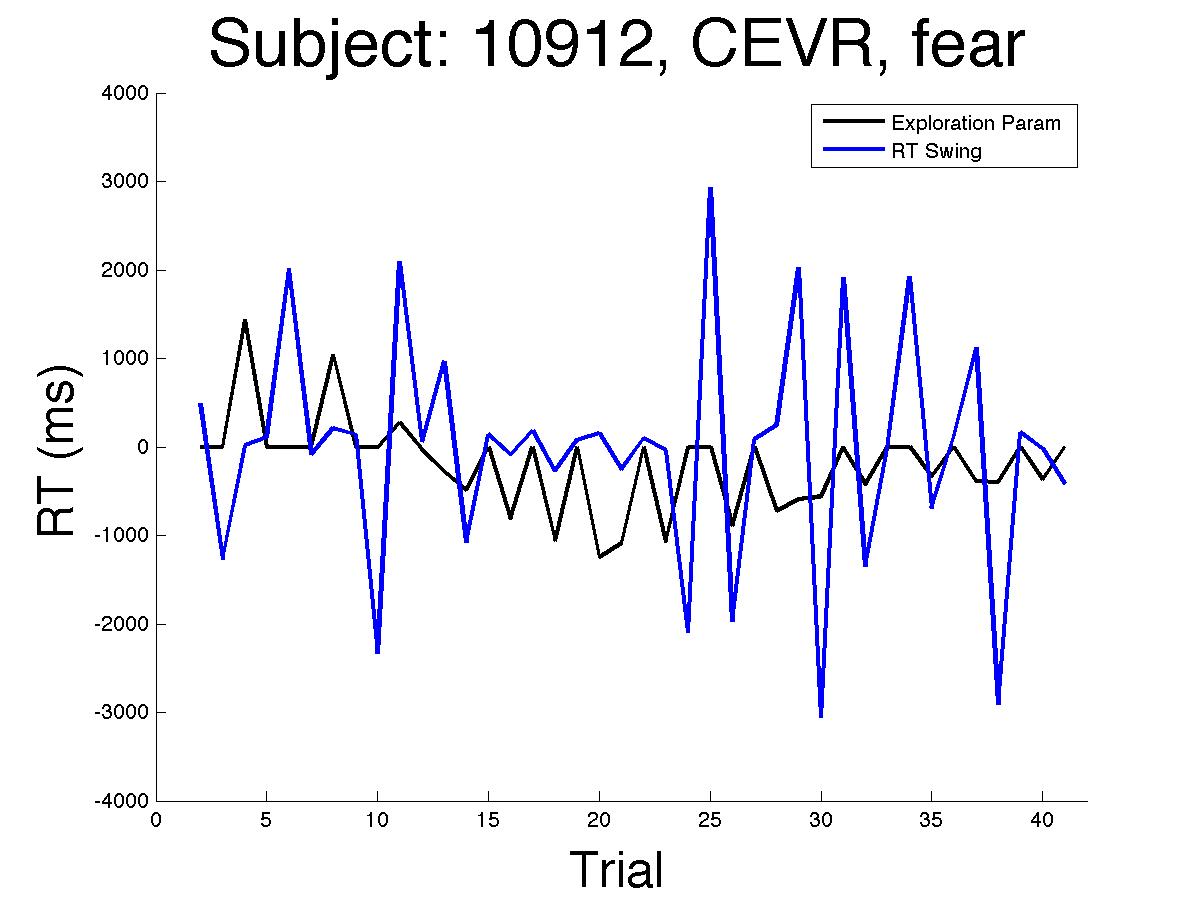 Subject: 10912, CEVR, fear
4000
3000
2000
1000
0
-1000
-2000
-3000
-4000
RT (ms)
Exploration Param
RT Swing
0 5 10 15 20 25 30 35 40
Trial